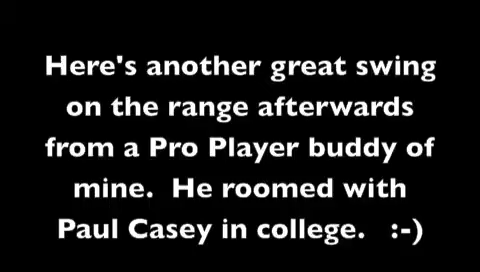 Here's another great swing
on the range afterwards
from a Pro Player buddy of
mine.  He roomed with
Paul Casey in college.   :-)